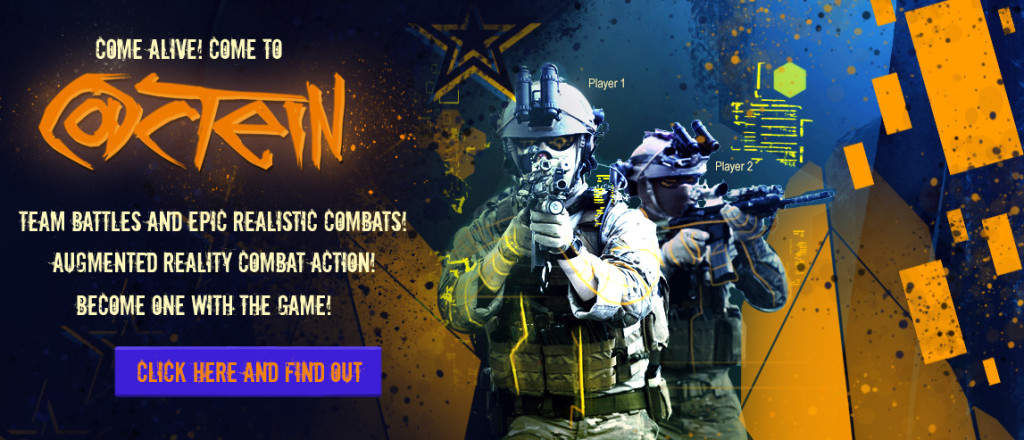 COME ALIVE! COME TO
CACTEIN
TEAM BATTLES AND EPIC REALISTIC COMBATS!
AUGMENTED REALITY COMBAT ACTION!
BECOME ONE WITH THE GAME!
CLICK HERE AND FIND OUT
Player 1
Player 2